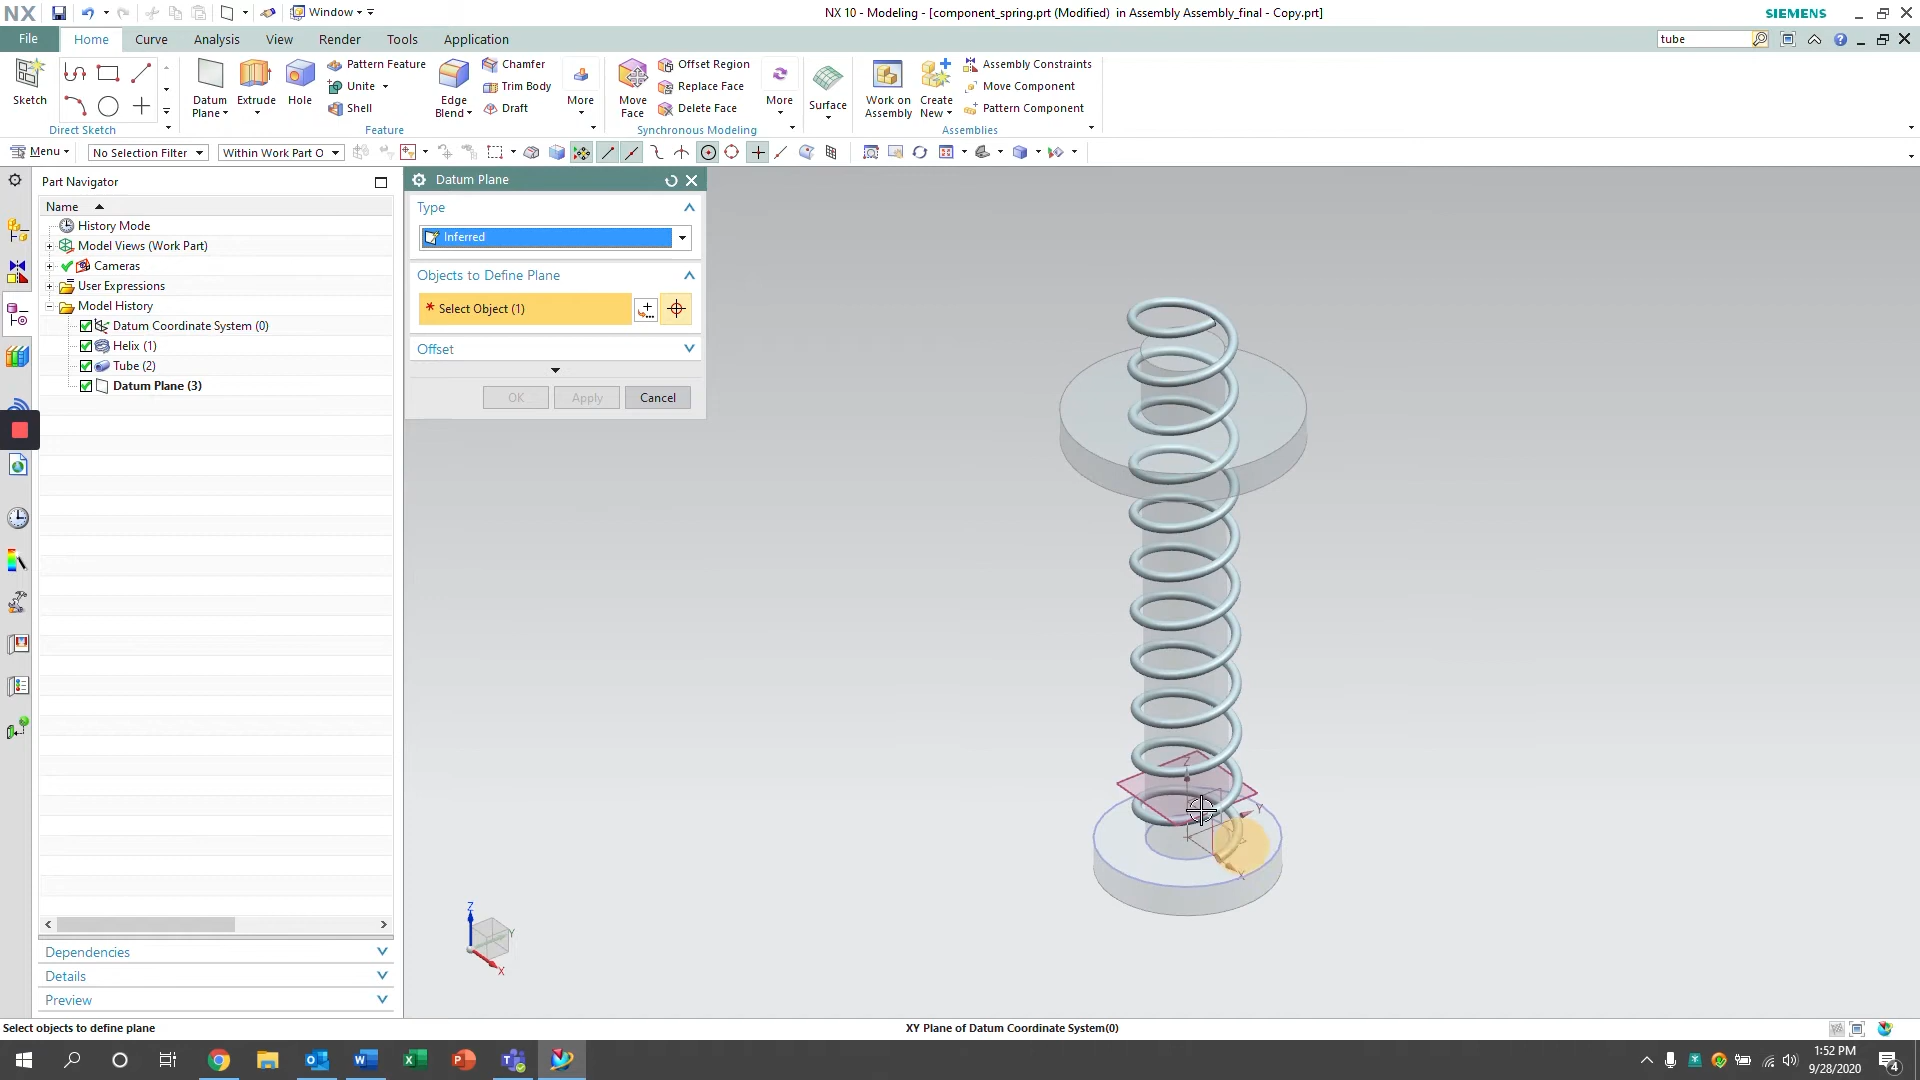 NX
Window
NX 10 - Modeling - [component_spring.prt (Modified) in Assembly Assembly_final - Copy.prt]
SIEMENS
File
Home
Curve
Analysis
View
Render
Tools
Application
tube
Sketch
Direct Sketch
Datum Plane
Extrude
Hole
Pattern Feature
Unite
Shell
Edge Blend
Chamfer
Trim Body
Draft
More
Feature
Move Face
Offset Region
Replace Face
Delete Face
More
Synchronous Modeling
Surface
Work on Assembly
Create New
Assembly Constraints
Move Component
Pattern Component
Assemblies
Menu
No Selection Filter
Within Work Part O
Part Navigator
Name
History Mode
Model Views (Work Part)
Cameras
User Expressions
Model History
Datum Coordinate System (0)
Helix (1)
Tube (2)
Datum Plane (3)
Dependencies
Details
Preview
Datum Plane
Type
Inferred
Objects to Define Plane
* Select Object (1)
Offset
OK
Apply
Cancel
Z
Y
X
Z
Y
X
Select objects to define plane
XY Plane of Datum Coordinate System(0)
1:52 PM
9/28/2020
4